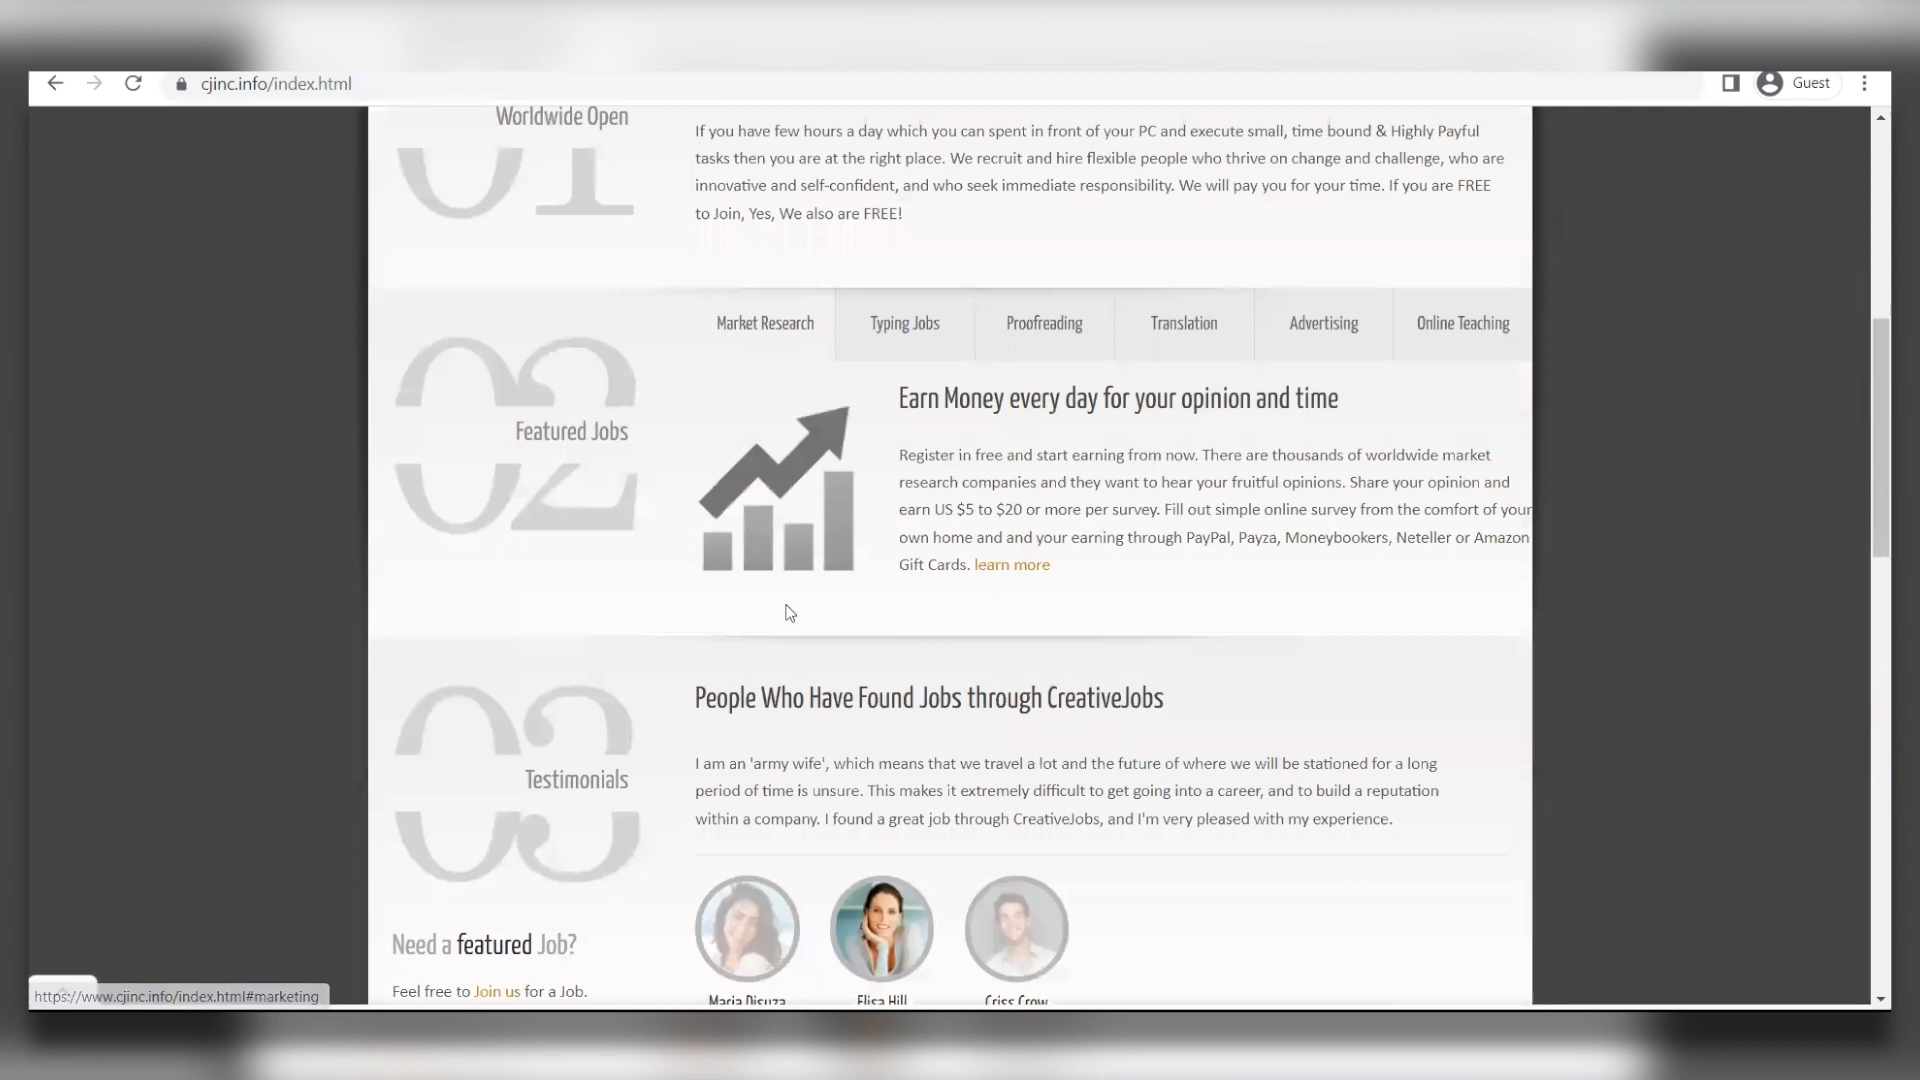 cjinc.info/index.html
Guest
Worldwide Open
01
If you have few hours a day which you can spent in front of your PC and execute small, time bound & Highly Payful
tasks then you are at the right place. We recruit and hire flexible people who thrive on change and challenge, who are
innovative and self-confident, and who seek immediate responsibility. We will pay you for your time. If you are FREE
to Join, Yes, We also are FREE!
Market Research
Typing Jobs
Proofreading
Translation
Advertising
Online Teaching
02
Featured Jobs
Earn Money every day for your opinion and time
Register in free and start earning from now. There are thousands of worldwide market
research companies and they want to hear your fruitful opinions. Share your opinion and
earn US $5 to $20 or more per survey. Fill out simple online survey from the comfort of your
own home and and your earning through PayPal, Payza, Moneybookers, Neteller or Amazon
Gift Cards. learn more
03
Testimonials
People Who Have Found Jobs through CreativeJobs
I am an 'army wife', which means that we travel a lot and the future of where we will be stationed for a long
period of time is unsure. This makes it extremely difficult to get going into a career, and to build a reputation
within a company. I found a great job through CreativeJobs, and I'm very pleased with my experience.
Need a featured Job?
Feel free to Join us for a Job.
Maria Disuza
Elisa Hill
Criss Crow
https://www.cjinc.info/index.html#marketing